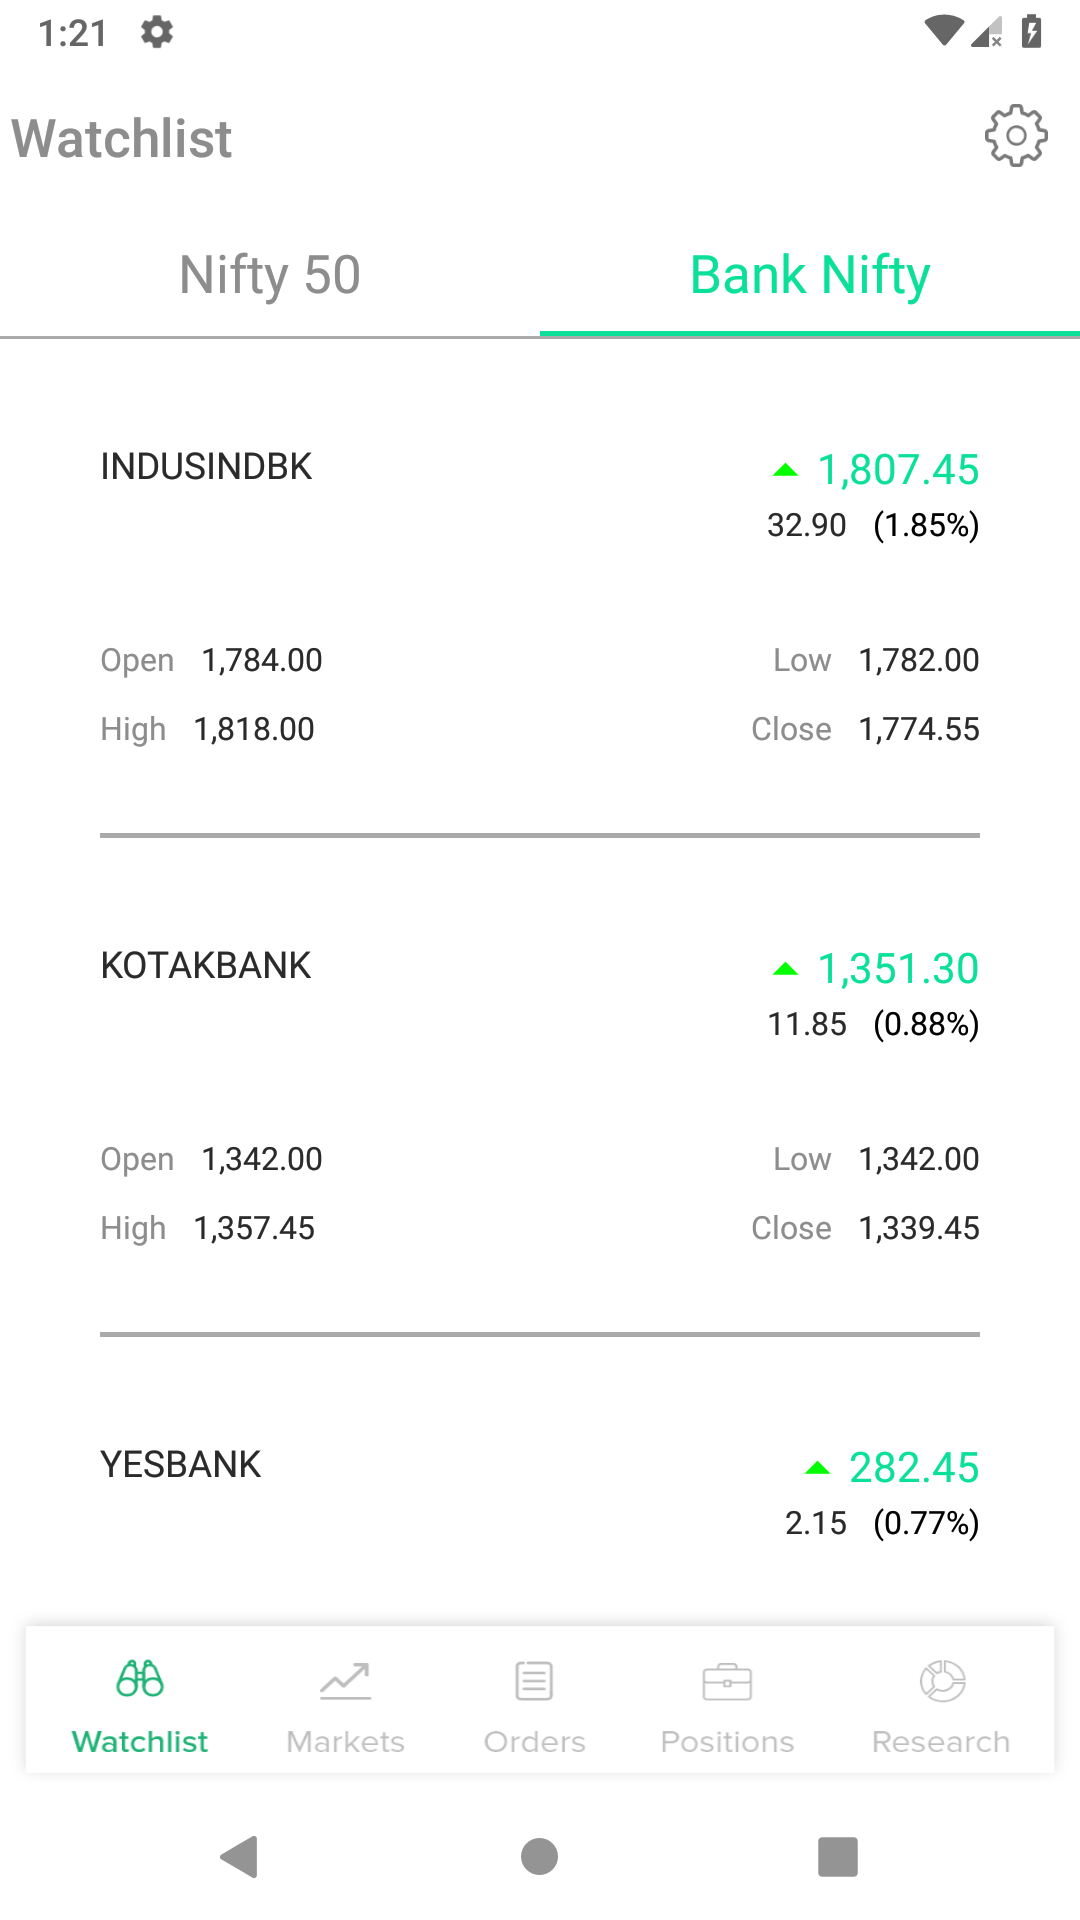 1:21
Watchlist
Nifty 50 Bank Nifty
INDUSINDBK 1,807.45
32.90 (1.85%)
Open 1,784.00 Low 1,782.00
High 1,818.00 Close 1,774.55
KOTAKBANK 1,351.30
11.85 (0.88%)
Open 1,342.00 Low 1,342.00
High 1,357.45 Close 1,339.45
YESBANK 282.45
2.15 (0.77%)
Watchlist Markets Orders Positions Research